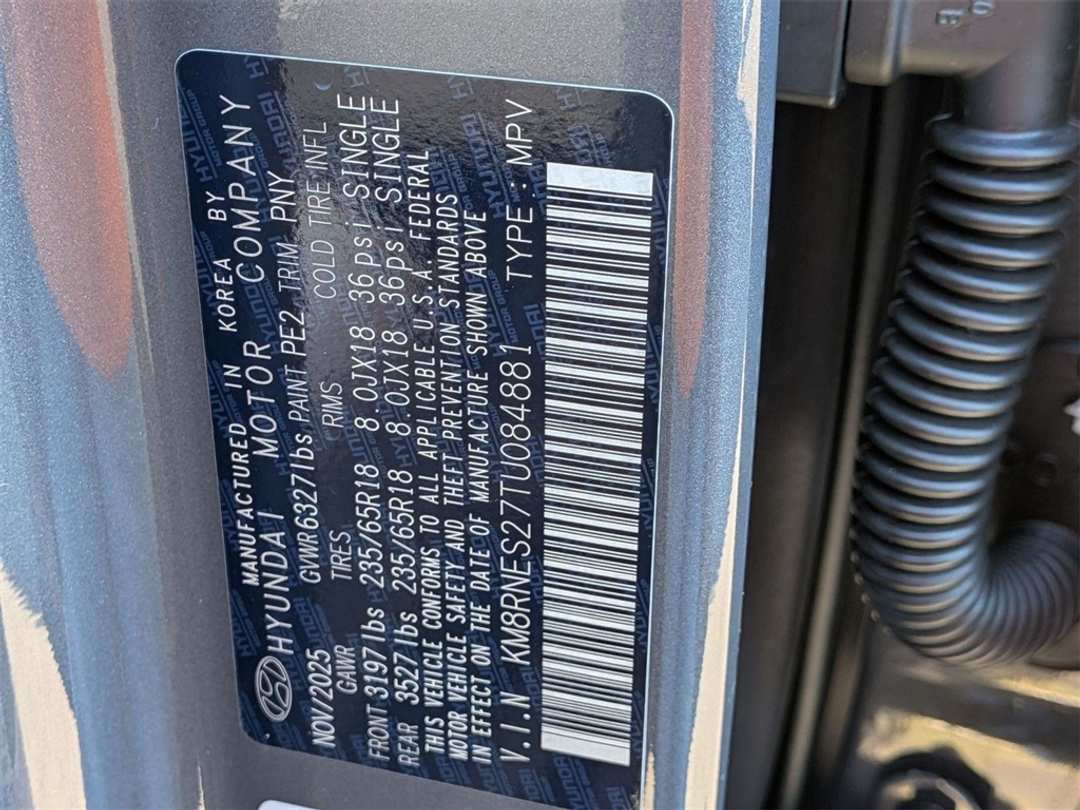 MANUFACTURED IN KOREA BY
HYUNDAI MOTOR COMPANY
NOV/2025 GVWR6327lbs PAINT PE2 TRIM PNY
GAWR TIRES RIMS COLD TIRE INFL
FRONT 3197lbs 235/65R18 8.0JX18 36psi SINGLE
REAR 3527lbs 235/65R18 8.0JX18 36psi SINGLE
THIS VEHICLE CONFORMS TO ALL APPLICABLE U.S.A. FEDERAL
MOTOR VEHICLE SAFETY AND THEFT PREVENTION STANDARDS
IN EFFECT ON THE DATE OF MANUFACTURE SHOWN ABOVE
V.I.N KM8RNES27TU084881 TYPE : MPV